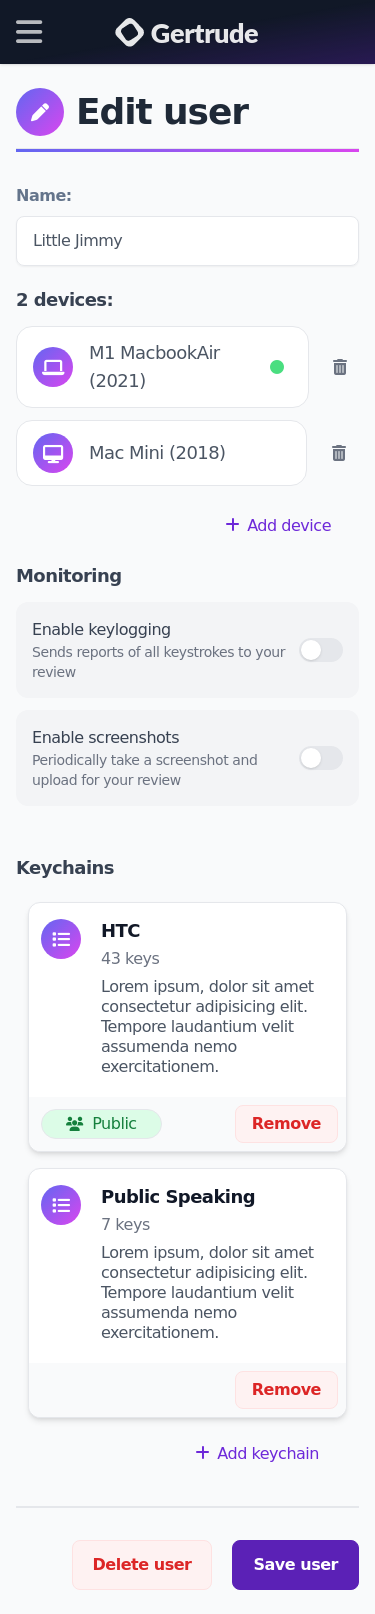 Gertrude
Edit user
Name:
Little Jimmy
2 devices:
M1 MacbookAir
(2021)
Mac Mini (2018)
Add device
Monitoring
Enable keylogging
Sends reports of all keystrokes to your
review
Enable screenshots
Periodically take a screenshot and
upload for your review
Keychains
HTC
43 keys
Lorem ipsum, dolor sit amet
consectetur adipisicing elit.
Tempore laudantium velit
assumenda nemo
exercitationem.
Public
Remove
Public Speaking
7 keys
Lorem ipsum, dolor sit amet
consectetur adipisicing elit.
Tempore laudantium velit
assumenda nemo
exercitationem.
Remove
Add keychain
Delete user
Save user